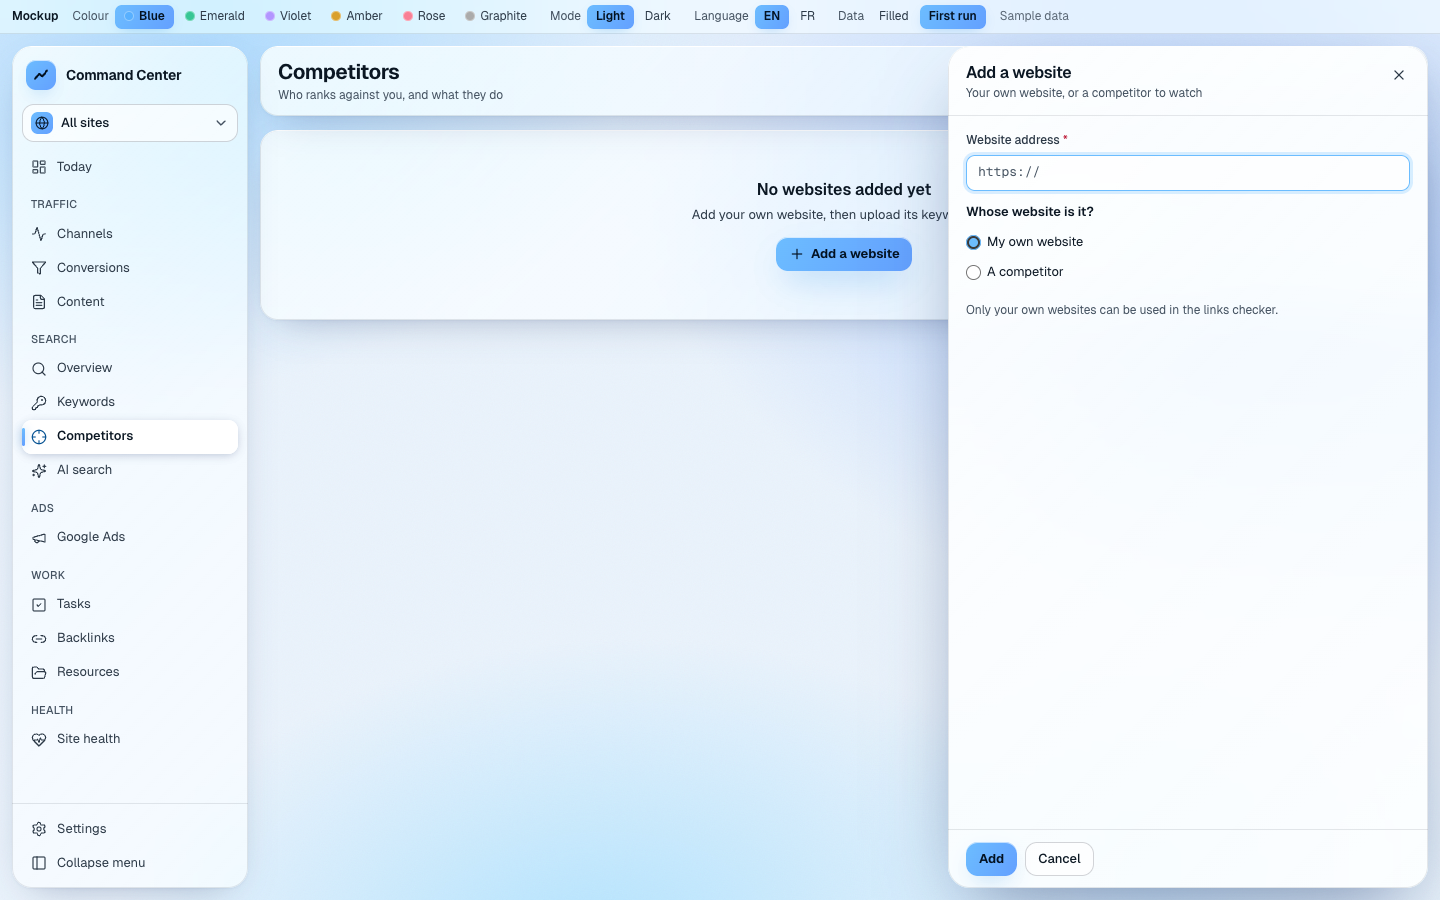 Mockup Colour Blue Emerald Violet Amber Rose Graphite Mode Light Dark Language EN FR Data Filled First run Sample data
Command Center
All sites
Today
TRAFFIC
Channels
Conversions
Content
SEARCH
Overview
Keywords
Competitors
AI search
ADS
Google Ads
WORK
Tasks
Backlinks
Resources
HEALTH
Site health
Settings
Collapse menu
Competitors
Who ranks against you, and what they do
No websites added yet
Add your own website, then upload its
Add a website
Add a website
Your own website, or a competitor to watch
Website address *
https://
Whose website is it?
My own website
A competitor
Only your own websites can be used in the links checker.
Add Cancel